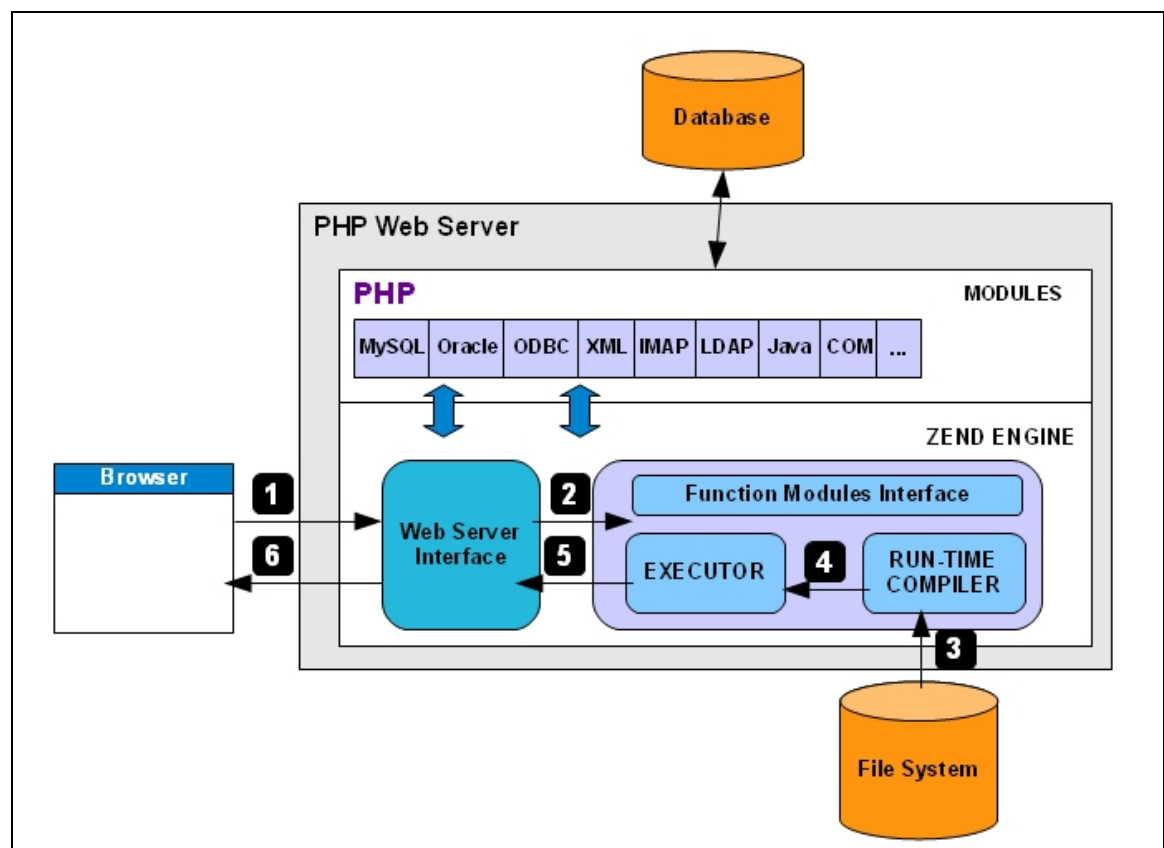 Database
PHP Web Server
PHP
MODULES
MySQL Oracle ODBC XML IMAP LDAP Java COM ...
ZEND ENGINE
Browser
1
2
Function Modules Interface
Web Server
Interface
6
5
EXECUTOR
4
RUN-TIME
COMPILER
3
File System